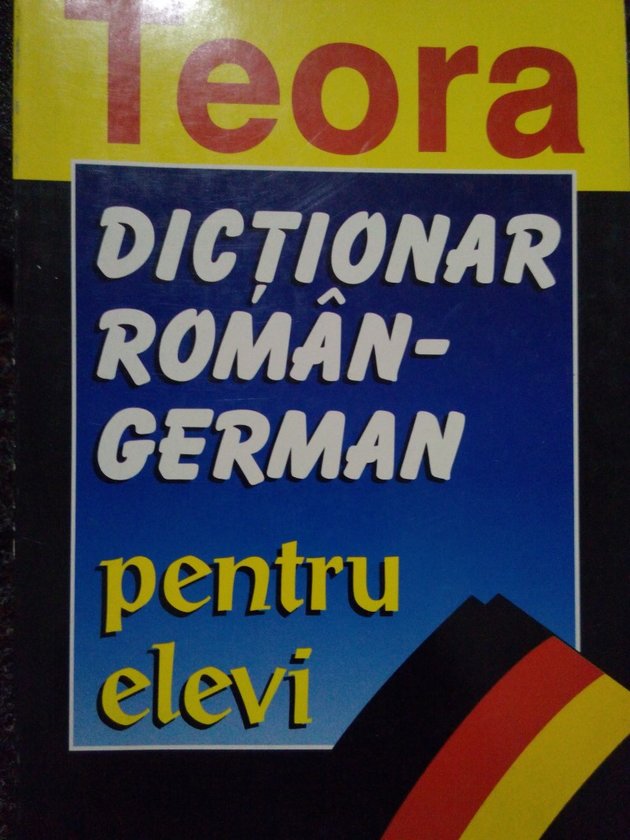 Teora
DICȚIONAR
ROMÂN-
GERMAN
pentru
elevi